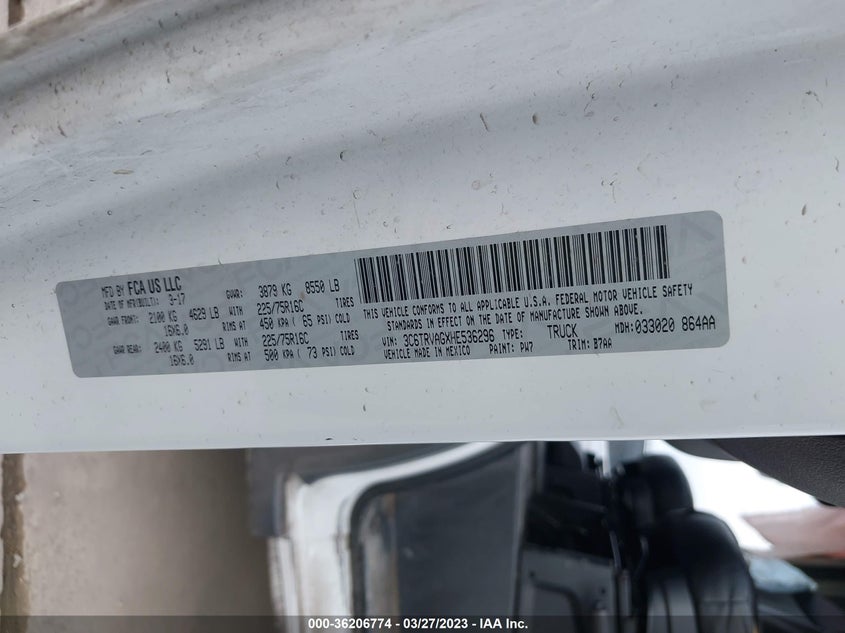 MFD BY FCA US LLC
DATE OF MFR(BUILT): 3-17 GVWR: 3879 KG 8550 LB
GAWR FRONT: 2100 KG 4629 LB 225/75R16C TIRES
16X6.0 RIMS AT 450 KPA ( 65 PSI) COLD
GAWR REAR: 2400 KG 5291 LB 225/75R16C TIRES
16X6.0 RIMS AT 500 KPA ( 73 PSI) COLD
THIS VEHICLE CONFORMS TO ALL APPLICABLE U.S.A. FEDERAL MOTOR VEHICLE SAFETY
STANDARDS IN EFFECT ON THE DATE OF MANUFACTURE SHOWN ABOVE.
VIN: 3C6TRVAGXHE536296 TYPE: TRUCK MDH:033020 864AA
VEHICLE MADE IN MEXICO PAINT: PW7 TRIM: B7AA
000-36206774 - 03/27/2023 - IAA Inc.